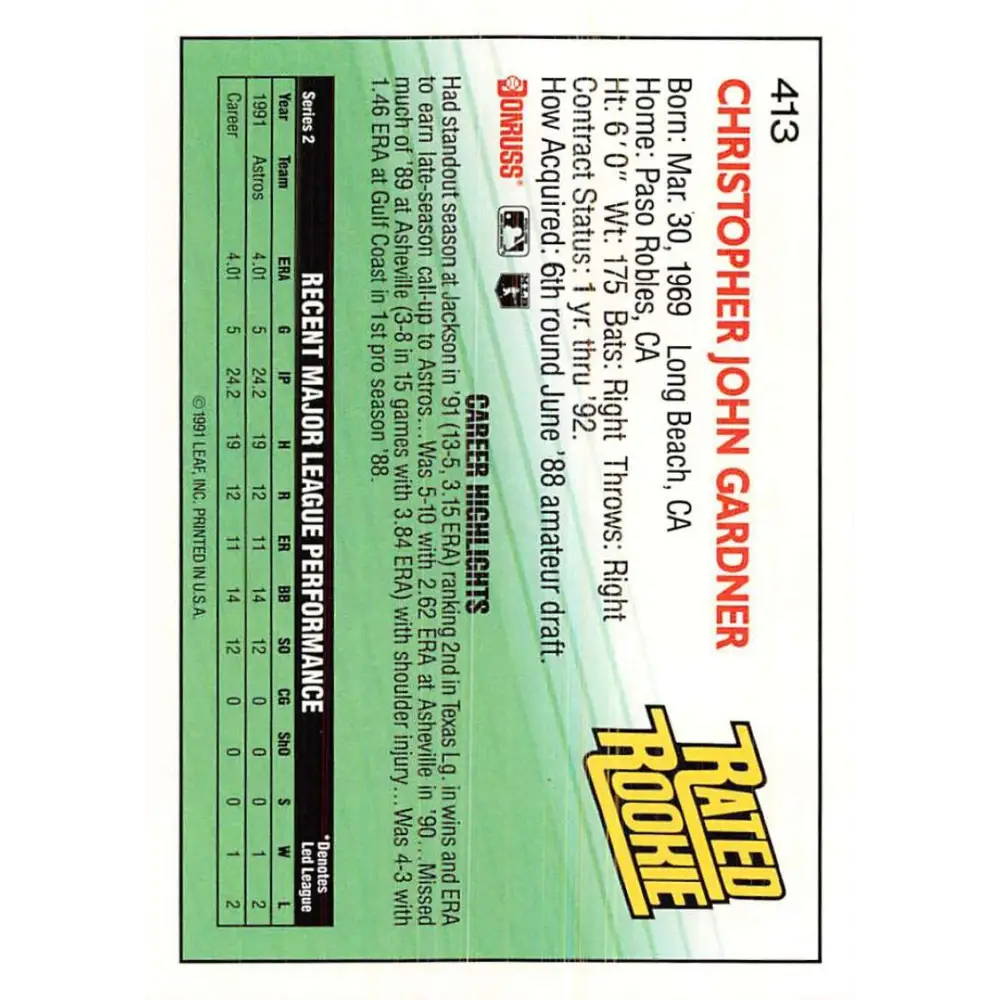 413
CHRISTOPHER JOHN GARDNER
Born: Mar. 30, 1969 Long Beach, CA
Home: Paso Robles, CA
Ht: 6'0" Wt: 175 Bats: Right Throws: Right
Contract Status: 1 yr. thru '92.
How Acquired: 6th round June '88 amateur draft.
RATED
ROOKIE
DONRUSS
CAREER HIGHLIGHTS
Had standout season at Jackson in '91 (13-5, 3.15 ERA) ranking 2nd in Texas Lg. in wins and ERA
to earn late-season call-up to Astros...Was 5-10 with 2.62 ERA at Asheville in '90...Missed
much of '89 at Asheville (3-8 in 15 games with 3.84 ERA) with shoulder injury...Was 4-3 with
1.46 ERA at Gulf Coast in 1st pro season '88.
Series 2 RECENT MAJOR LEAGUE PERFORMANCE *Denotes
Led League
Year Team ERA G IP H R ER BB SO CG ShO S W L
1991 Astros 4.01 5 24.2 19 12 11 14 12 0 0 0 1 2
Career 4.01 5 24.2 19 12 11 14 12 0 0 0 1 2
© 1991 LEAF, INC. PRINTED IN U.S.A.